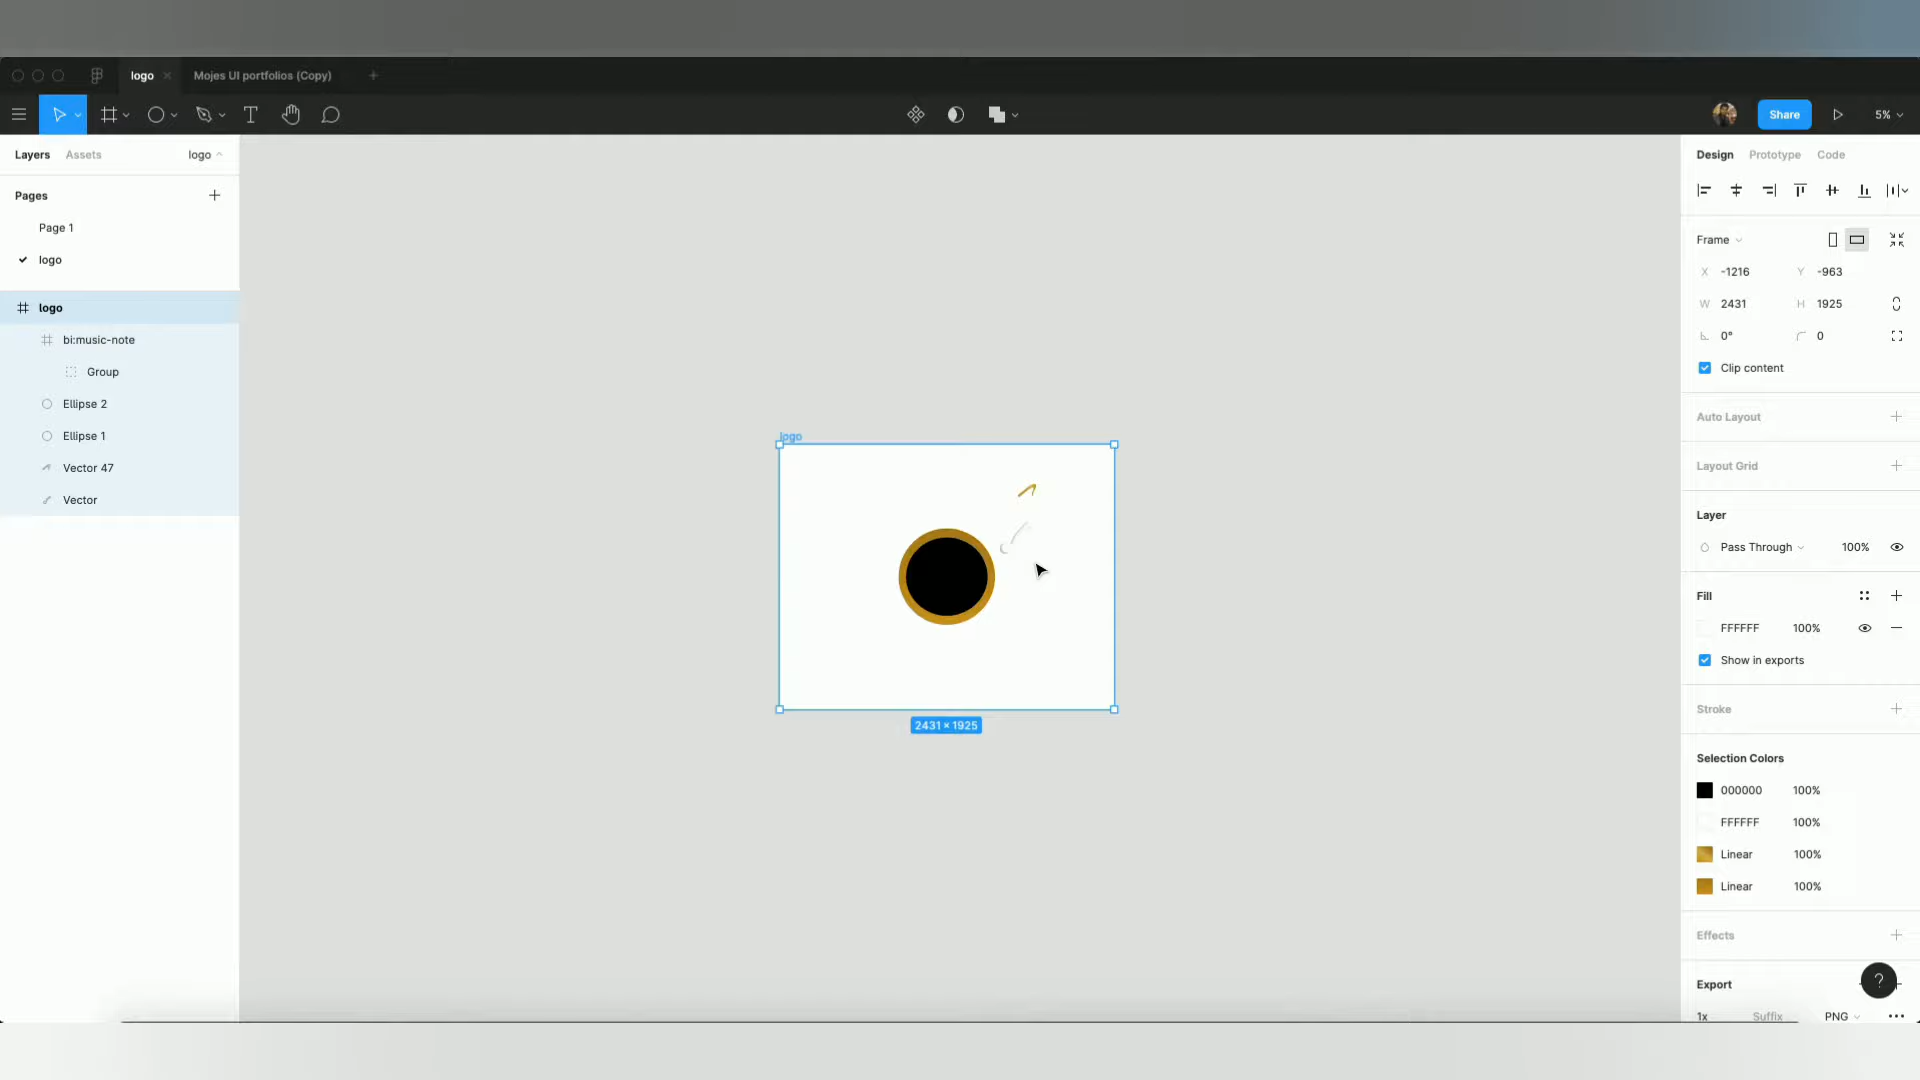 logo
Mojes UI portfolios (Copy)
Share
5%
Layers
Assets
logo
Pages
Page 1
logo
logo
bi:music-note
Group
Ellipse 2
Ellipse 1
Vector 47
Vector
logo
2431 × 1925
Design
Prototype
Code
Frame
X -1216
Y -963
W 2431
H 1925
0°
0
Clip content
Auto Layout
Layout Grid
Layer
Pass Through
100%
Fill
FFFFFF
100%
Show in exports
Stroke
Selection Colors
000000 100%
FFFFFF 100%
Linear 100%
Linear 100%
Effects
Export
?
1x
Suffix
PNG